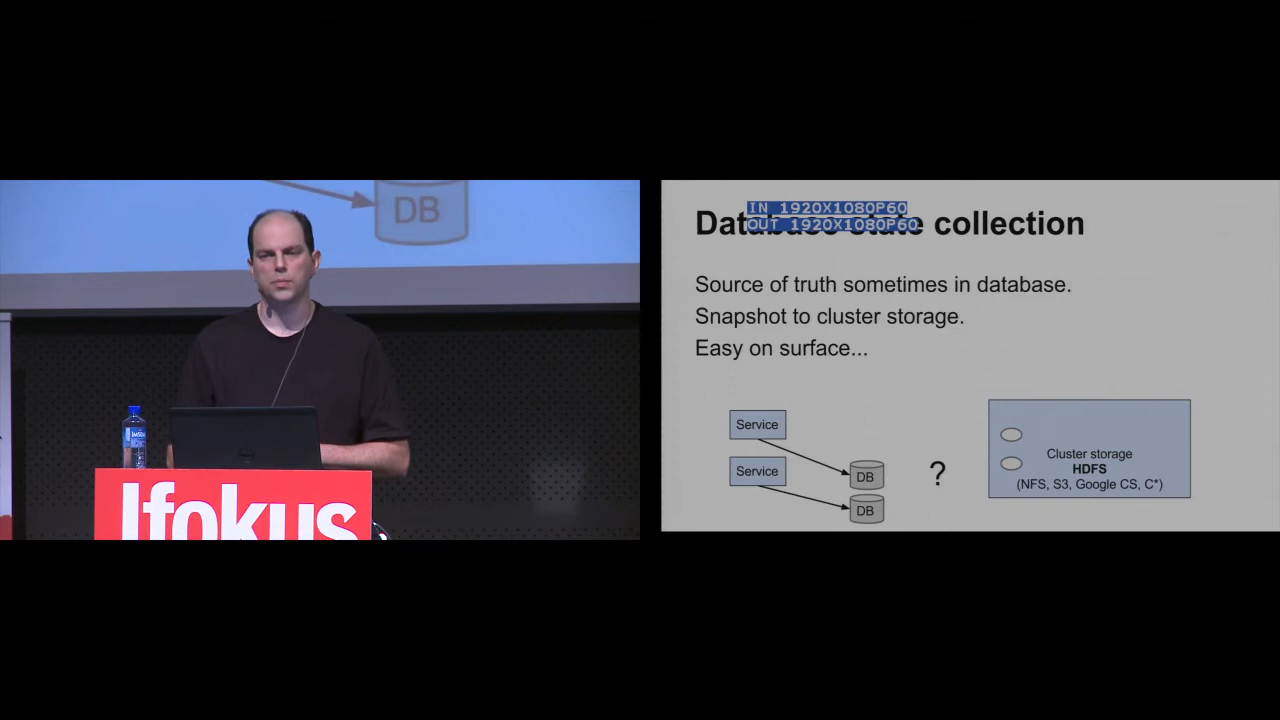 DB
Jfokus
IN 1920X1080P60
OUT 1920X1080P60
Database state collection
Source of truth sometimes in database.
Snapshot to cluster storage.
Easy on surface...
Service
Service
DB
DB
?
Cluster storage
HDFS
(NFS, S3, Google CS, C*)